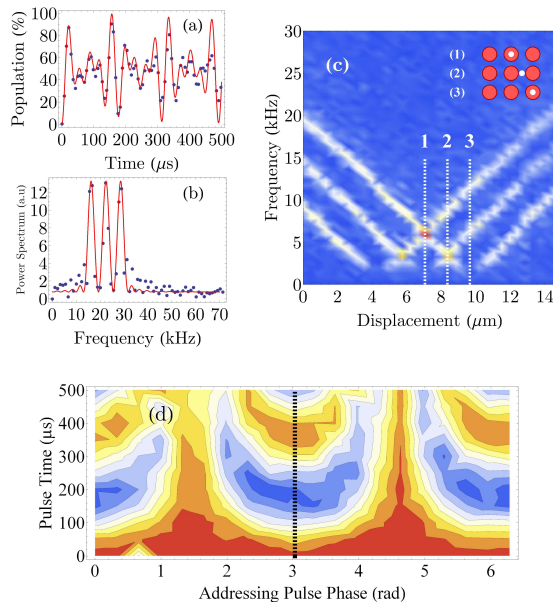 (a)
Population (%)
100
80
60
40
20
0
0 100 200 300 400 500
Time (μs)
(b)
Power Spectrum (a.u)
12
10
8
6
4
2
0
0 10 20 30 40 50 60 70
Frequency (kHz)
(c)
(1)
(2)
(3)
1 2 3
Frequency (kHz)
30
25
20
15
10
5
0
0 2 4 6 8 10 12 14
Displacement (μm)
(d)
Pulse Time (μs)
500
400
300
200
100
0
0 1 2 3 4 5 6
Addressing Pulse Phase (rad)